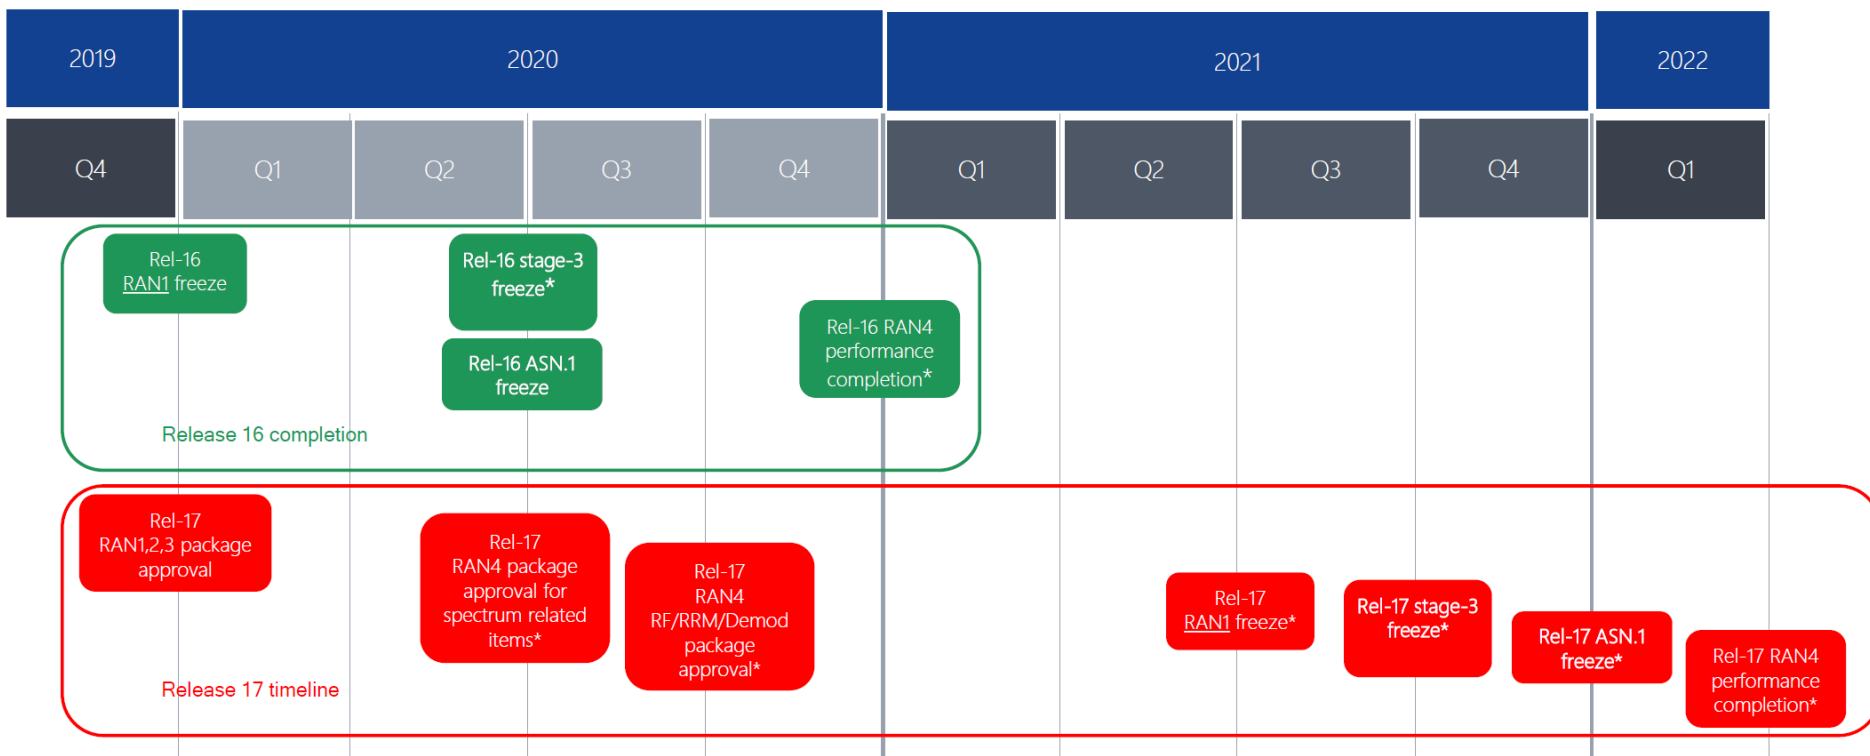 2019
2020
2021
2022
Q4
Q1
Q2
Q3
Q4
Q1
Q2
Q3
Q4
Q1
Rel-16
RAN1 freeze
Rel-16 stage-3
freeze*
Rel-16 ASN.1
freeze
Rel-16 RAN4
performance
completion*
Release 16 completion
Rel-17
RAN1,2,3 package
approval
Rel-17
RAN4 package
approval for
spectrum related
items*
Rel-17
RAN4
RF/RRM/Demod
package
approval*
Rel-17
RAN1 freeze*
Rel-17 stage-3
freeze*
Rel-17 ASN.1
freeze*
Rel-17 RAN4
performance
completion*
Release 17 timeline